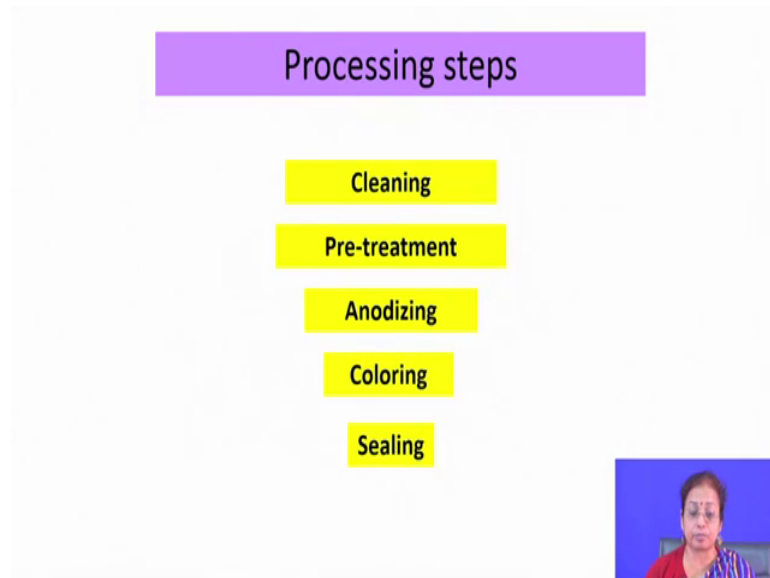 Processing steps
Cleaning
Pre-treatment
Anodizing
Coloring
Sealing